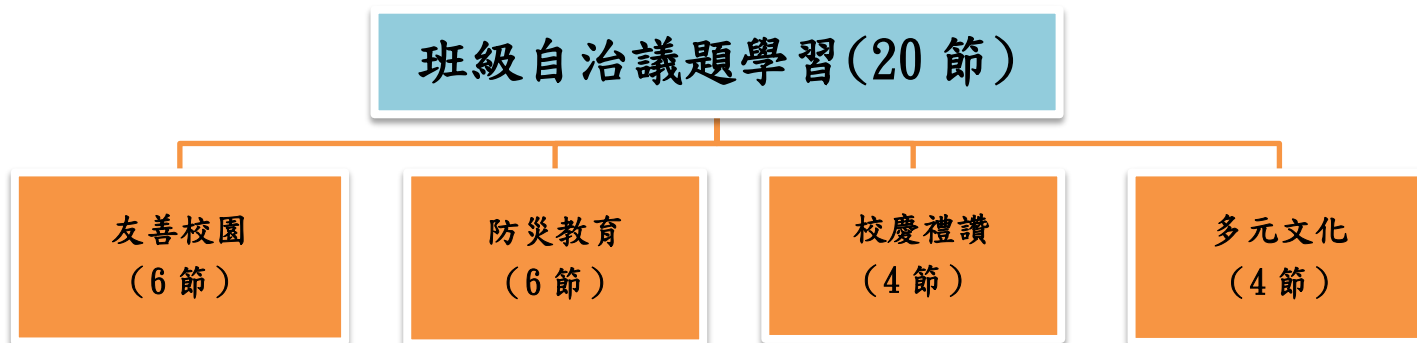 班級自治議題學習(20 節)
友善校園
(6 節)
防災教育
(6 節)
校慶禮讚
(4 節)
多元文化
(4 節)